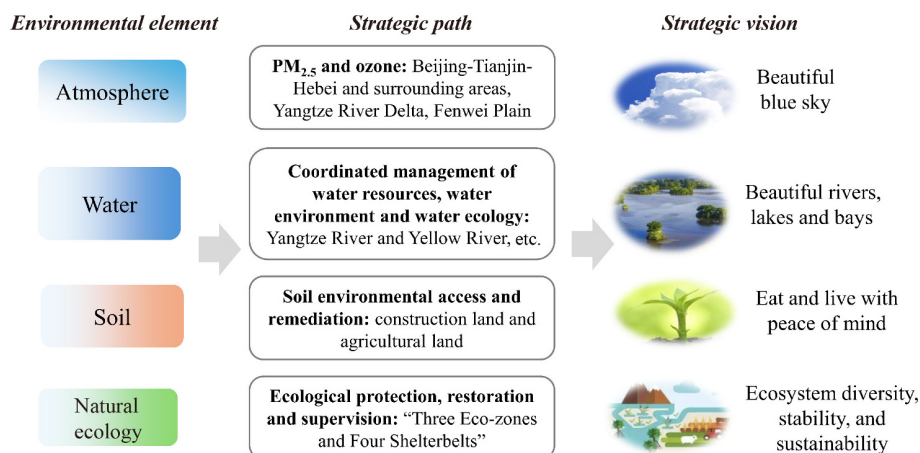 Environmental element
Strategic path
Strategic vision
Atmosphere
PM2.5 and ozone: Beijing-Tianjin-
Hebei and surrounding areas,
Yangtze River Delta, Fenwei Plain
Beautiful
blue sky
Water
Coordinated management of
water resources, water
environment and water ecology:
Yangtze River and Yellow River, etc.
Beautiful rivers,
lakes and bays
Soil
Soil environmental access and
remediation: construction land and
agricultural land
Eat and live with
peace of mind
Natural
ecology
Ecological protection, restoration
and supervision: “Three Eco-zones
and Four Shelterbelts”
Ecosystem diversity,
stability, and
sustainability